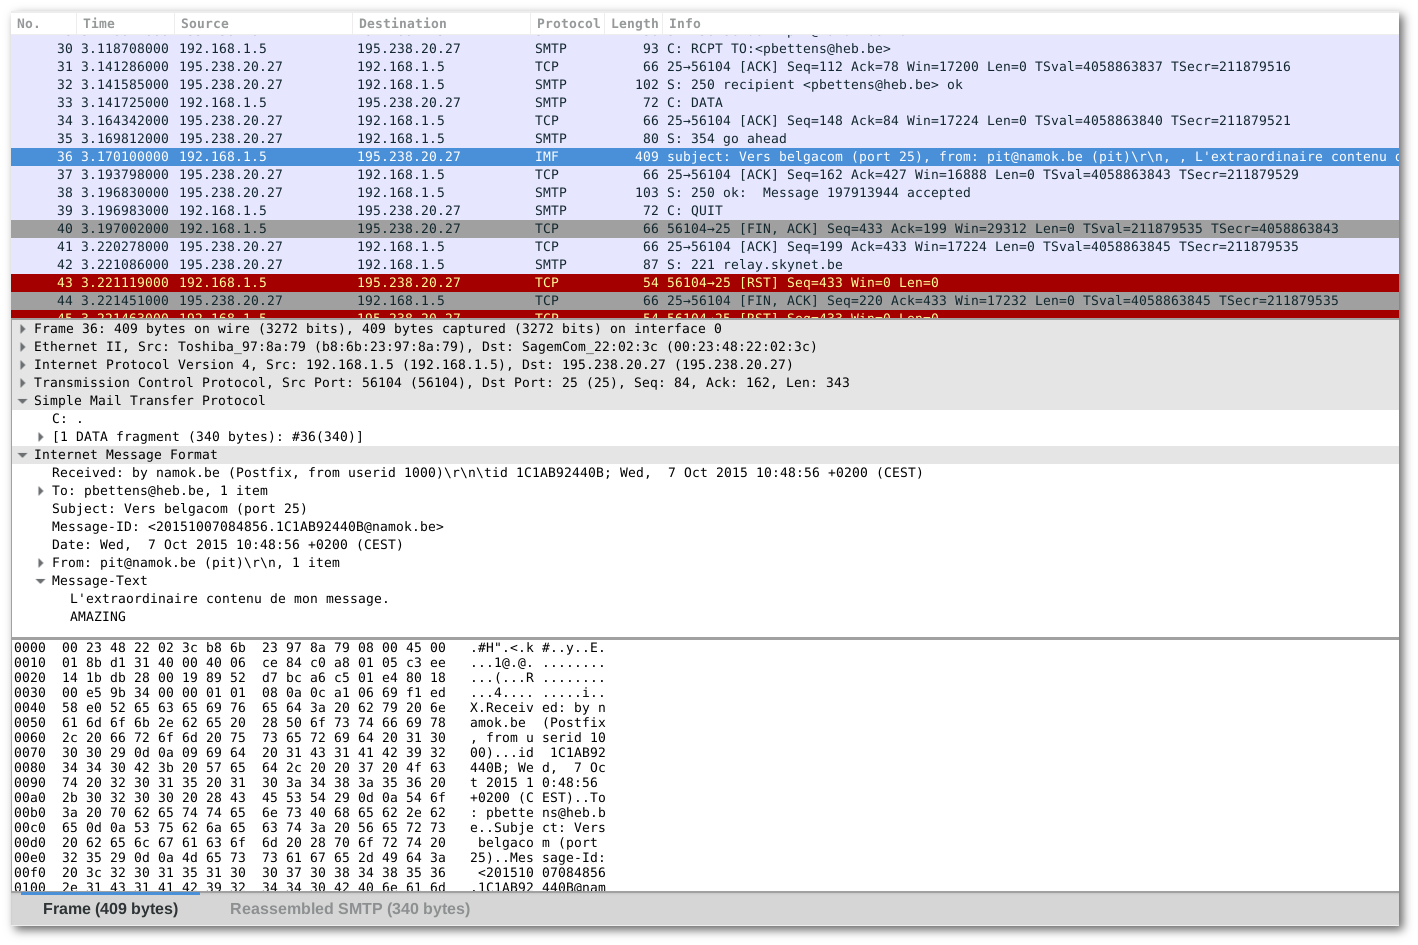 No. Time Source Destination Protocol Length Info
30 3.118708000 192.168.1.5 195.238.20.27 SMTP 93 C: RCPT TO:<pbettens@heb.be>
31 3.141286000 195.238.20.27 192.168.1.5 TCP 66 25→56104 [ACK] Seq=112 Ack=78 Win=17200 Len=0 TSval=4058863837 TSecr=211879516
32 3.141585000 195.238.20.27 192.168.1.5 SMTP 102 S: 250 recipient <pbettens@heb.be> ok
33 3.141725000 192.168.1.5 195.238.20.27 SMTP 72 C: DATA
34 3.164342000 195.238.20.27 192.168.1.5 TCP 66 25→56104 [ACK] Seq=148 Ack=84 Win=17224 Len=0 TSval=4058863840 TSecr=211879521
35 3.169812000 195.238.20.27 192.168.1.5 SMTP 80 S: 354 go ahead
36 3.170100000 192.168.1.5 195.238.20.27 IMF 409 subject: Vers belgacom (port 25), from: pit@namok.be (pit)\r\n, , L'extraordinaire contenu
37 3.193798000 195.238.20.27 192.168.1.5 TCP 66 25→56104 [ACK] Seq=162 Ack=427 Win=16888 Len=0 TSval=4058863843 TSecr=211879529
38 3.196830000 195.238.20.27 192.168.1.5 SMTP 103 S: 250 ok:  Message 197913944 accepted
39 3.196983000 192.168.1.5 195.238.20.27 SMTP 72 C: QUIT
40 3.197002000 192.168.1.5 195.238.20.27 TCP 66 56104→25 [FIN, ACK] Seq=433 Ack=199 Win=29312 Len=0 TSval=211879535 TSecr=4058863843
41 3.220278000 195.238.20.27 192.168.1.5 TCP 66 25→56104 [ACK] Seq=199 Ack=433 Win=17224 Len=0 TSval=4058863845 TSecr=211879535
42 3.221086000 195.238.20.27 192.168.1.5 SMTP 87 S: 221 relay.skynet.be
43 3.221119000 192.168.1.5 195.238.20.27 TCP 54 56104→25 [RST] Seq=433 Win=0 Len=0
44 3.221451000 195.238.20.27 192.168.1.5 TCP 66 25→56104 [FIN, ACK] Seq=220 Ack=433 Win=17232 Len=0 TSval=4058863845 TSecr=211879535
45 3.221463000 192.168.1.5 195.238.20.27 TCP 54 56104→25 [RST] Seq=433 Win=0 Len=0
Frame 36: 409 bytes on wire (3272 bits), 409 bytes captured (3272 bits) on interface 0
Ethernet II, Src: Toshiba_97:8a:79 (b8:6b:23:97:8a:79), Dst: SagemCom_22:02:3c (00:23:48:22:02:3c)
Internet Protocol Version 4, Src: 192.168.1.5 (192.168.1.5), Dst: 195.238.20.27 (195.238.20.27)
Transmission Control Protocol, Src Port: 56104 (56104), Dst Port: 25 (25), Seq: 84, Ack: 162, Len: 343
Simple Mail Transfer Protocol
C: .
[1 DATA fragment (340 bytes): #36(340)]
Internet Message Format
Received: by namok.be (Postfix, from userid 1000)\r\n\tid 1C1AB92440B; Wed,  7 Oct 2015 10:48:56 +0200 (CEST)
To: pbettens@heb.be, 1 item
Subject: Vers belgacom (port 25)
Message-ID: <20151007084856.1C1AB92440B@namok.be>
Date: Wed,  7 Oct 2015 10:48:56 +0200 (CEST)
From: pit@namok.be (pit)\r\n, 1 item
Message-Text
L'extraordinaire contenu de mon message.
AMAZING
0000 00 23 48 22 02 3c b8 6b 23 97 8a 79 08 00 45 00 .#H".<.k #..y..E.
0010 01 8b d1 31 40 00 40 06 ce 84 c0 a8 01 05 c3 ee ...1@.@. ........
0020 14 1b db 28 00 19 89 52 d7 bc a6 c5 01 e4 80 18 ...(...R ........
0030 00 e5 9b 34 00 00 01 01 08 0a 0c a1 06 69 f1 ed ...4.... .....i..
0040 58 e0 52 65 63 65 69 76 65 64 3a 20 62 79 20 6e X.Receiv ed: by n
0050 61 6d 6f 6b 2e 62 65 20 28 50 6f 73 74 66 69 78 amok.be (Postfix
0060 2c 20 66 72 6f 6d 20 75 73 65 72 69 64 20 31 30 , from u serid 10
0070 30 30 29 0d 0a 09 69 64 20 31 43 31 41 42 39 32 00)...id 1C1AB92
0080 34 34 30 42 3b 20 57 65 64 2c 20 20 37 20 4f 63 440B; We d,  7 Oc
0090 74 20 32 30 31 35 20 31 30 3a 34 38 3a 35 36 20 t 2015 1 0:48:56
00a0 2b 30 32 30 30 20 28 43 45 53 54 29 0d 0a 54 6f +0200 (C EST)..To
00b0 3a 20 70 62 65 74 74 65 6e 73 40 68 65 62 2e 62 : pbette ns@heb.b
00c0 65 0d 0a 53 75 62 6a 65 63 74 3a 20 56 65 72 73 e..Subje ct: Vers
00d0 20 62 65 6c 67 61 63 6f 6d 20 28 70 6f 72 74 20 belgaco m (port
00e0 32 35 29 0d 0a 4d 65 73 73 61 67 65 2d 49 64 3a 25)..Mes sage-Id:
00f0 20 3c 32 30 31 35 31 30 30 37 30 38 34 38 35 36 <201510 07084856
0100 2e 31 43 31 41 42 39 32 34 34 30 42 40 6e 61 6d .1C1AB92 440B@nam
Frame (409 bytes) Reassembled SMTP (340 bytes)